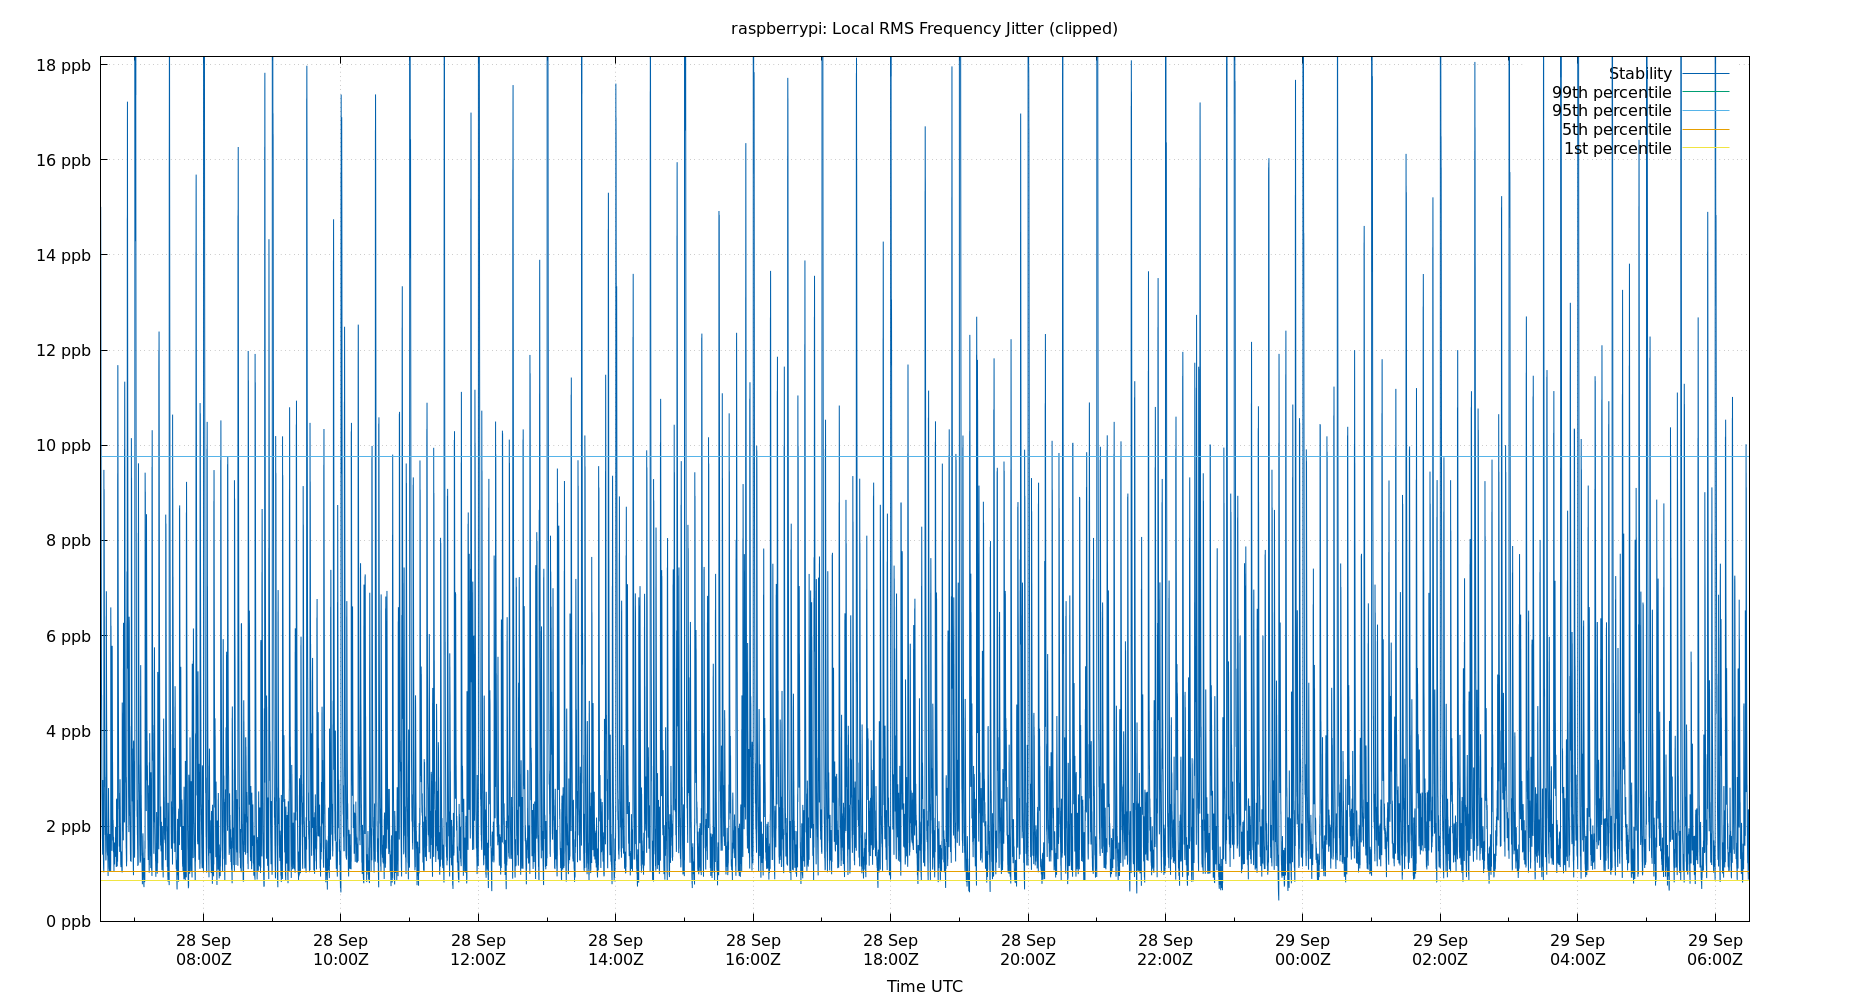 raspberrypi: Local RMS Frequency Jitter (clipped)
18 ppb
16 ppb
14 ppb
12 ppb
10 ppb
8 ppb
6 ppb
4 ppb
2 ppb
0 ppb
Stability
99th percentile
95th percentile
5th percentile
1st percentile
28 Sep 28 Sep 28 Sep 28 Sep 28 Sep 28 Sep 28 Sep 28 Sep 29 Sep 29 Sep 29 Sep 29 Sep
08:00Z 10:00Z 12:00Z 14:00Z 16:00Z 18:00Z 20:00Z 22:00Z 00:00Z 02:00Z 04:00Z 06:00Z
Time UTC